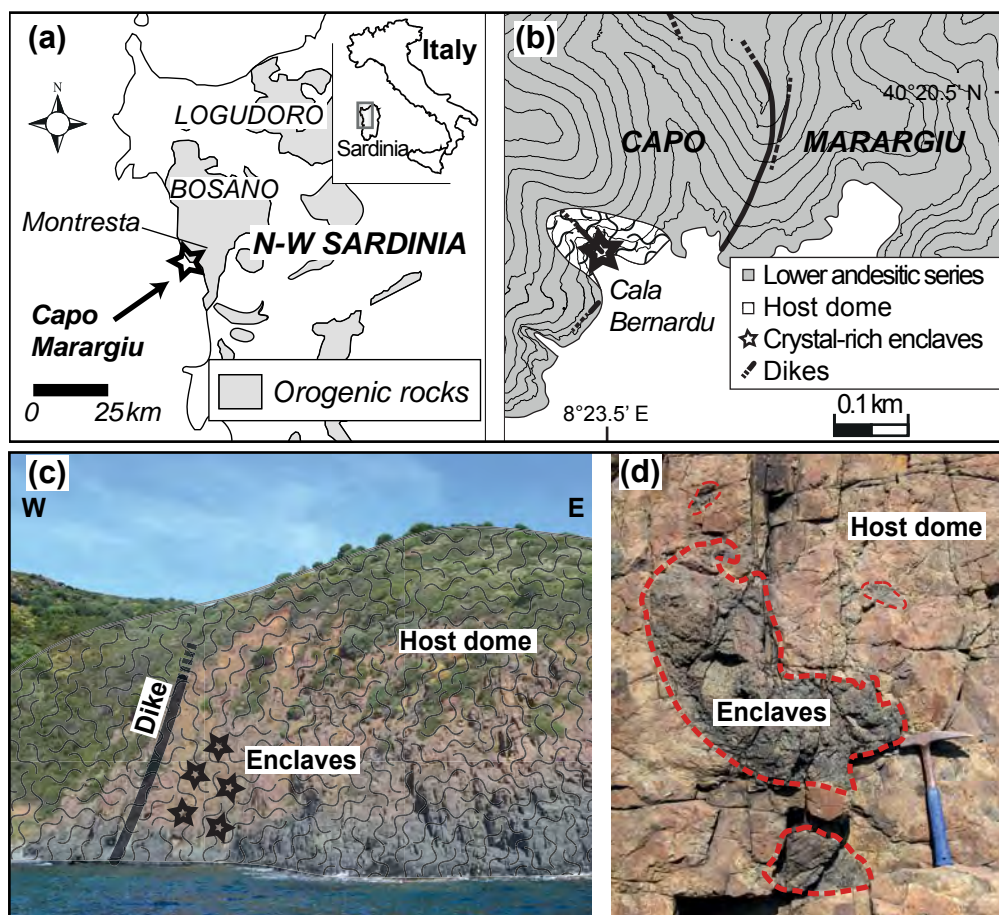 (a)
Italy
N
LOGUDORO
Sardinia
BOSANO
Montresta
N-W SARDINIA
Capo
Marargiu
0 25 km
Orogenic rocks
(b)
40°20.5' N
CAPO MARARGIU
Cala
Bernardu
Lower andesitic series
Host dome
Crystal-rich enclaves
Dikes
8°23.5' E
0.1 km
(c)
W
E
Host dome
Dike
Enclaves
(d)
Host dome
Enclaves